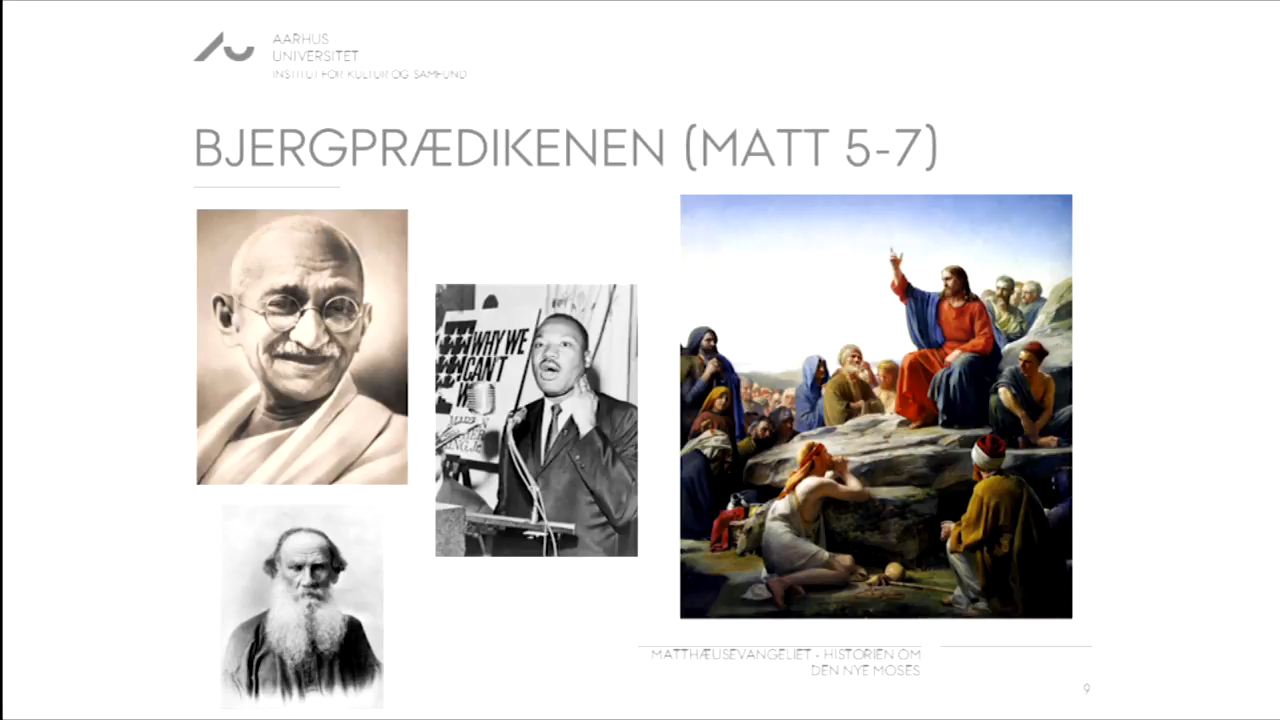 AARHUS
UNIVERSITET
INSTITUT FOR KULTUR OG SAMFUND
BJERGPRÆDIKENEN (MATT 5-7)
WHY WE
CAN'T
MATTHÆUSEVANGELIET - HISTORIEN OM
DEN NYE MOSES
9